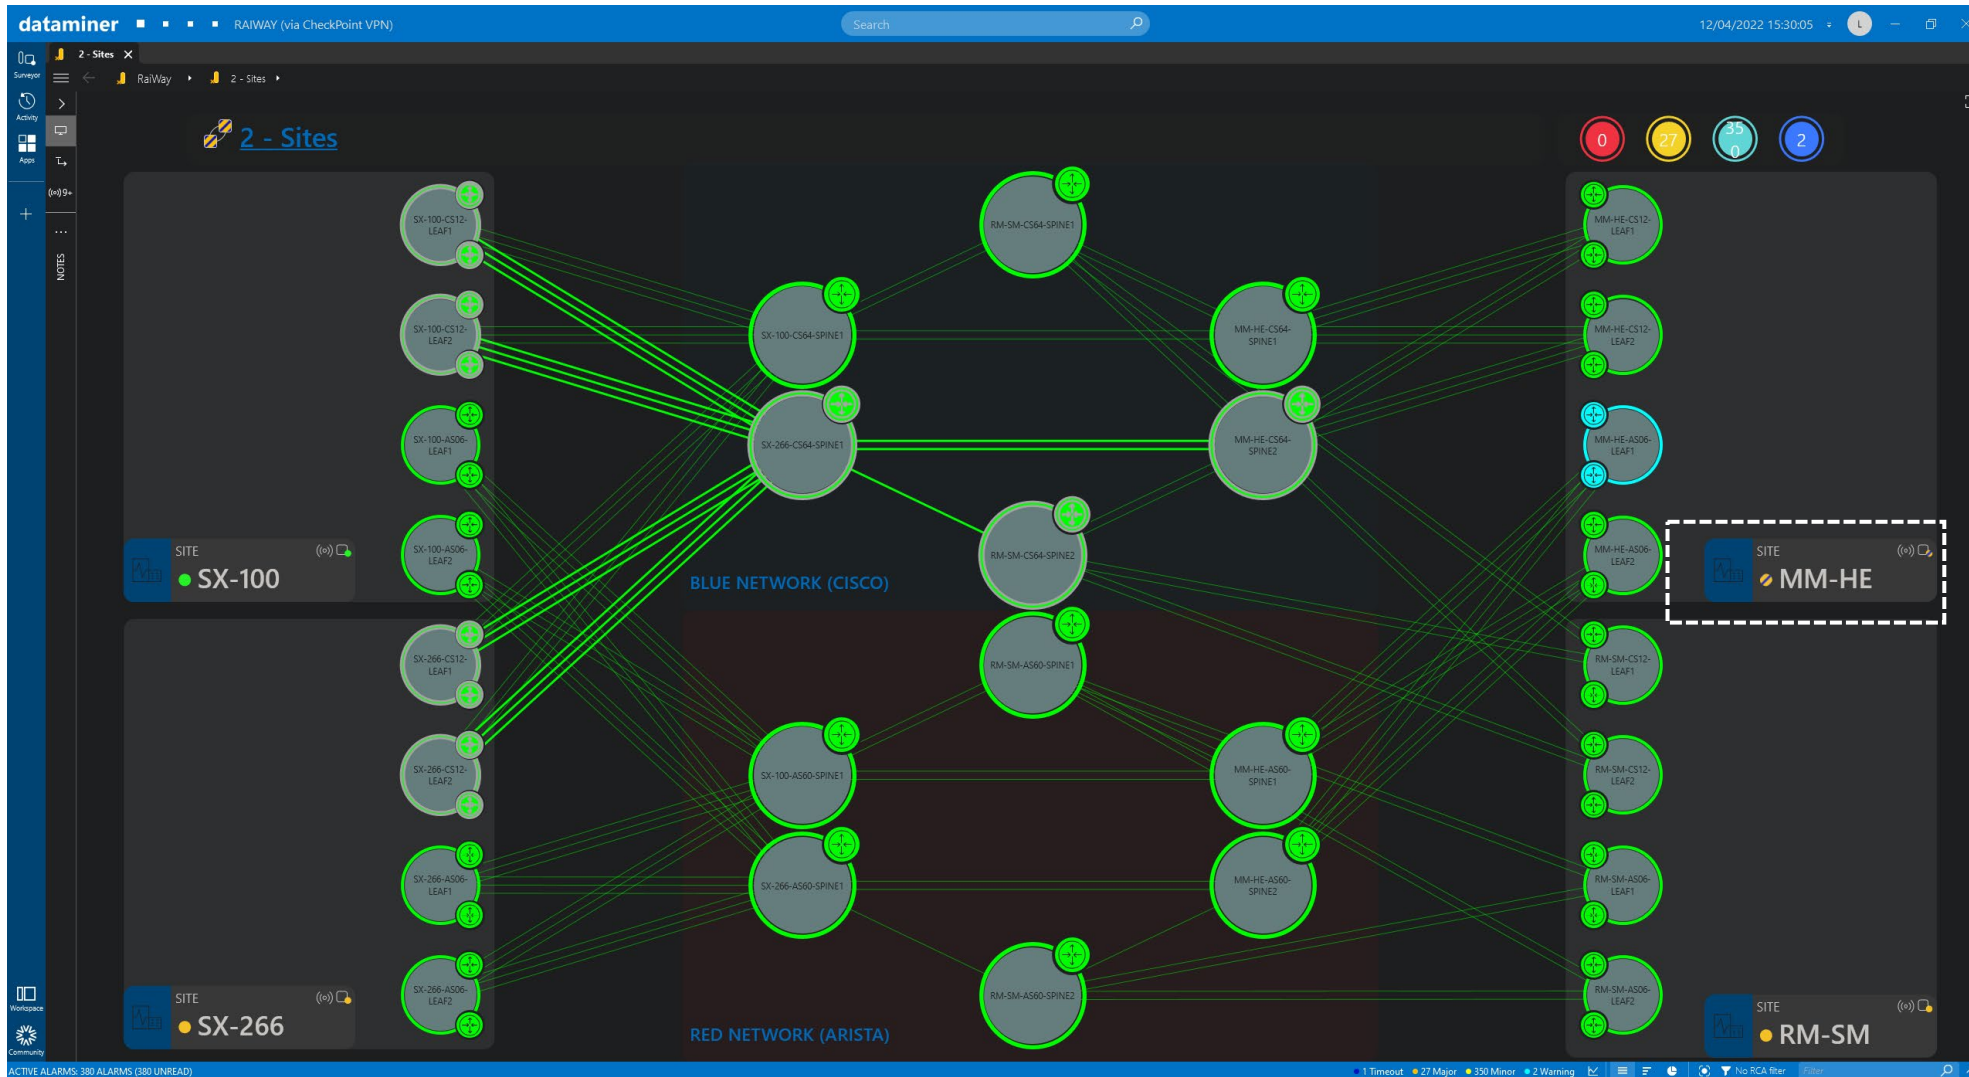 dataminer
RAIWAY (via CheckPoint VPN)
Search
12/04/2022 15:30:05
L
Surveyor
2 - Sites
RaiWay
2 - Sites
Activity
Apps
9+
NOTES
2 - Sites
0
27
350
2
SX-100-CS12-
LEAF1
SX-100-CS12-
LEAF2
SX-100-AS06-
LEAF1
SX-100-AS06-
LEAF2
SITE
SX-100
SX-266-CS12-
LEAF1
SX-266-CS12-
LEAF2
SX-266-AS06-
LEAF1
SX-266-AS06-
LEAF2
SITE
SX-266
RM-SM-CS64-SPINE1
SX-100-CS64-SPINE1
MM-HE-CS64-
SPINE1
SX-266-CS64-SPINE1
MM-HE-CS64-
SPINE2
RM-SM-CS64-SPINE2
BLUE NETWORK (CISCO)
RM-SM-AS60-SPINE1
SX-100-AS60-SPINE1
MM-HE-AS60-
SPINE1
SX-266-AS60-SPINE1
MM-HE-AS60-
SPINE2
RM-SM-AS60-SPINE2
RED NETWORK (ARISTA)
MM-HE-CS12-
LEAF1
MM-HE-CS12-
LEAF2
MM-HE-AS06-
LEAF1
MM-HE-AS06-
LEAF2
SITE
MM-HE
RM-SM-CS12-
LEAF1
RM-SM-CS12-
LEAF2
RM-SM-AS06-
LEAF1
RM-SM-AS06-
LEAF2
SITE
RM-SM
Workspace
Community
ACTIVE ALARMS: 380 ALARMS (380 UNREAD)
1 Timeout 27 Major 350 Minor 2 Warning
No RCA filter
Filter